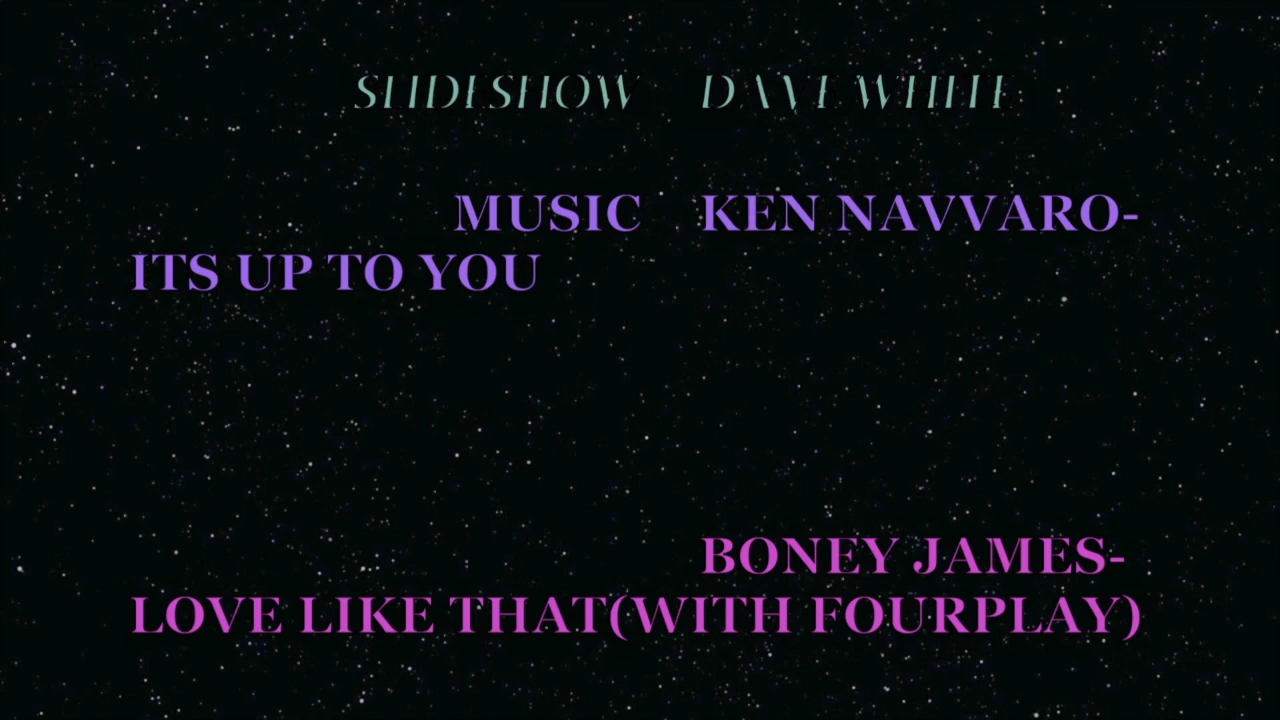 SLIDESHOW DAVE WHITE
MUSIC KEN NAVVARO-
ITS UP TO YOU
BONEY JAMES-
LOVE LIKE THAT(WITH FOURPLAY)